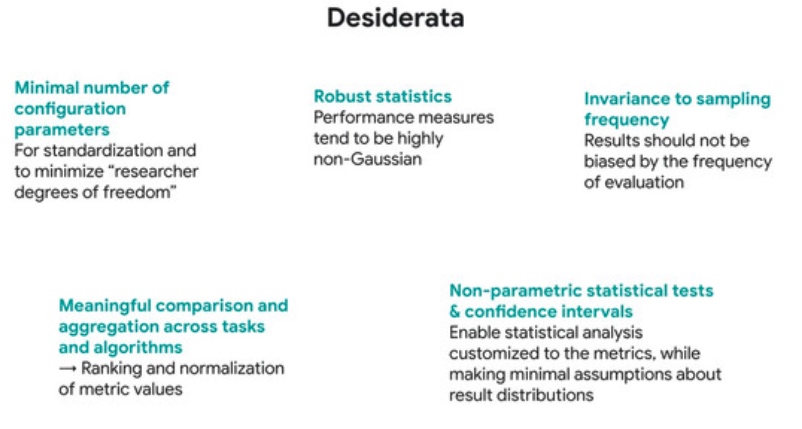 Desiderata
Minimal number of
configuration
parameters
For standardization and
to minimize “researcher
degrees of freedom”
Robust statistics
Performance measures
tend to be highly
non-Gaussian
Invariance to sampling
frequency
Results should not be
biased by the frequency
of evaluation
Meaningful comparison and
aggregation across tasks
and algorithms
→ Ranking and normalization
of metric values
Non-parametric statistical tests
& confidence intervals
Enable statistical analysis
customized to the metrics, while
making minimal assumptions about
result distributions